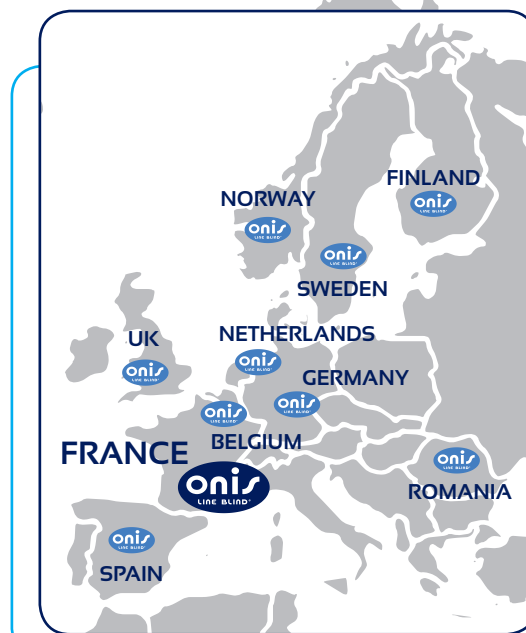 FINLAND
onis
LINE BLIND®
NORWAY
onis
LINE BLIND®
onis
LINE BLIND®
SWEDEN
UK
onis
LINE BLIND®
NETHERLANDS
onis
LINE BLIND®
GERMANY
onis
LINE BLIND®
onis
LINE BLIND®
BELGIUM
FRANCE
onis
LINE BLIND®
onis
LINE BLIND®
ROMANIA
onis
LINE BLIND®
SPAIN